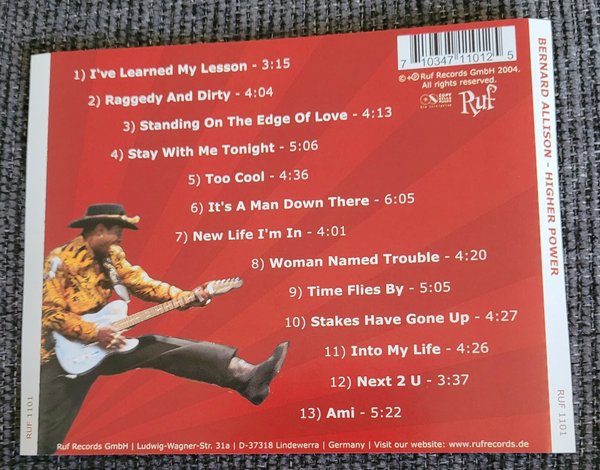 1) I've Learned My Lesson - 3:15
2) Raggedy And Dirty - 4:04
3) Standing On The Edge Of Love - 4:13
4) Stay With Me Tonight - 5:06
5) Too Cool - 4:36
6) It's A Man Down There - 6:05
7) New Life I'm In - 4:01
8) Woman Named Trouble - 4:20
9) Time Flies By - 5:05
10) Stakes Have Gone Up - 4:27
11) Into My Life - 4:26
12) Next 2 U - 3:37
13) Ami - 5:22
7 10347 11012 5
©+℗ Ruf Records GmbH 2004.
All rights reserved.
Ruf
BERNARD ALLISON - HIGHER POWER
RUF 1101
RUF 1101
Ruf Records GmbH | Ludwig-Wagner-Str. 31a | D-37318 Lindewerra | Germany | Visit our website: www.rufrecords.de